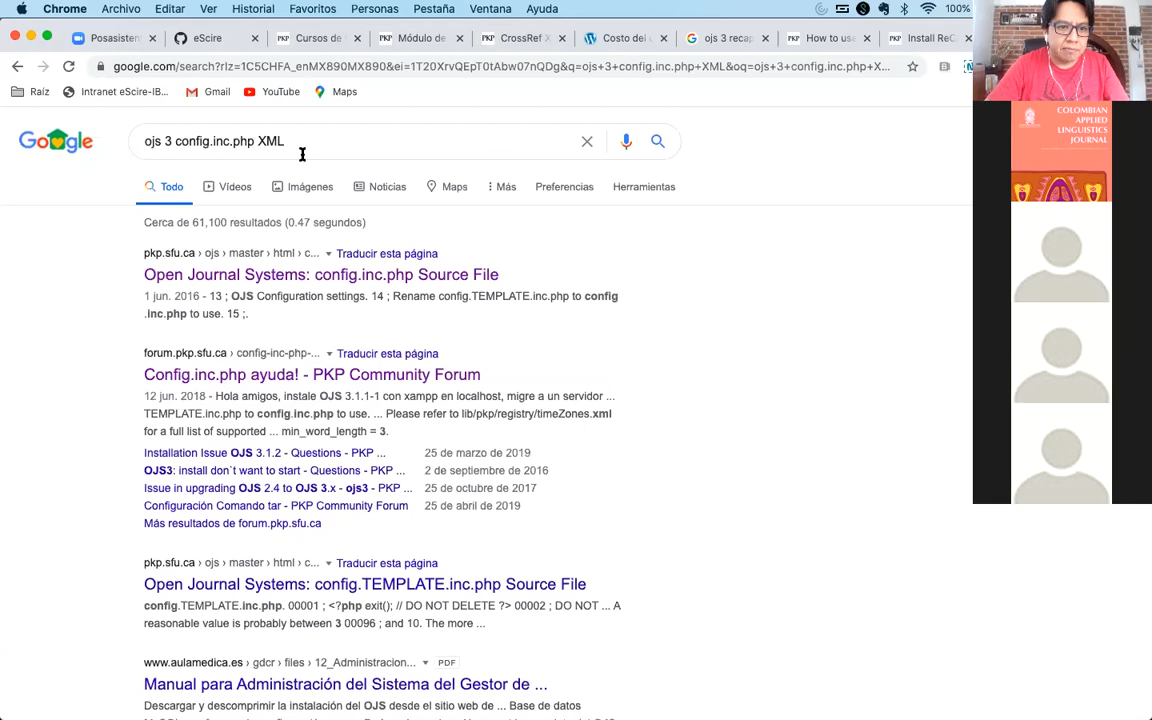 Chrome Archivo Editar Ver Historial Favoritos Personas Pestaña Ventana Ayuda 100%
Posasistem eScire Cursos de Módulo de CrossRef X Costo del ojs 3 recap How to use Install ReC
google.com/search?rlz=1C5CHFA_enMX890MX890&ei=1T20XrvQEpT0tAbw07nQDg&q=ojs+3+config.inc.php+XML&oq=ojs+3+config.inc.php+X...
Raíz Intranet eScire-IB... Gmail YouTube Maps
Google
ojs 3 config.inc.php XML
Todo Vídeos Imágenes Noticias Maps Más Preferencias Herramientas
Cerca de 61,100 resultados (0.47 segundos)
pkp.sfu.ca › ojs › master › html › c... Traducir esta página
Open Journal Systems: config.inc.php Source File
1 jun. 2016 - 13 ; OJS Configuration settings. 14 ; Rename config.TEMPLATE.inc.php to config
.inc.php to use. 15 ;.
forum.pkp.sfu.ca › config-inc-php-... Traducir esta página
Config.inc.php ayuda! - PKP Community Forum
12 jun. 2018 - Hola amigos, instale OJS 3.1.1-1 con xampp en localhost, migre a un servidor ...
TEMPLATE.inc.php to config.inc.php to use. ... Please refer to lib/pkp/registry/timeZones.xml
for a full list of supported ... min_word_length = 3.
Installation Issue OJS 3.1.2 - Questions - PKP ... 25 de marzo de 2019
OJS3: install don`t want to start - Questions - PKP ... 2 de septiembre de 2016
Issue in upgrading OJS 2.4 to OJS 3.x - ojs3 - PKP ... 25 de octubre de 2017
Configuración Comando tar - PKP Community Forum 25 de abril de 2019
Más resultados de forum.pkp.sfu.ca
pkp.sfu.ca › ojs › master › html › c... Traducir esta página
Open Journal Systems: config.TEMPLATE.inc.php Source File
config.TEMPLATE.inc.php. 00001 ; <?php exit(); // DO NOT DELETE ?> 00002 ; DO NOT ... A
reasonable value is probably between 3 00096 ; and 10. The more ...
www.aulamedica.es › gdcr › files › 12_Administracion... PDF
Manual para Administración del Sistema del Gestor de ...
Descargar y descomprimir la instalación del OJS desde el sitio web de ... Base de datos
COLOMBIAN
APPLIED
LINGUISTICS
JOURNAL